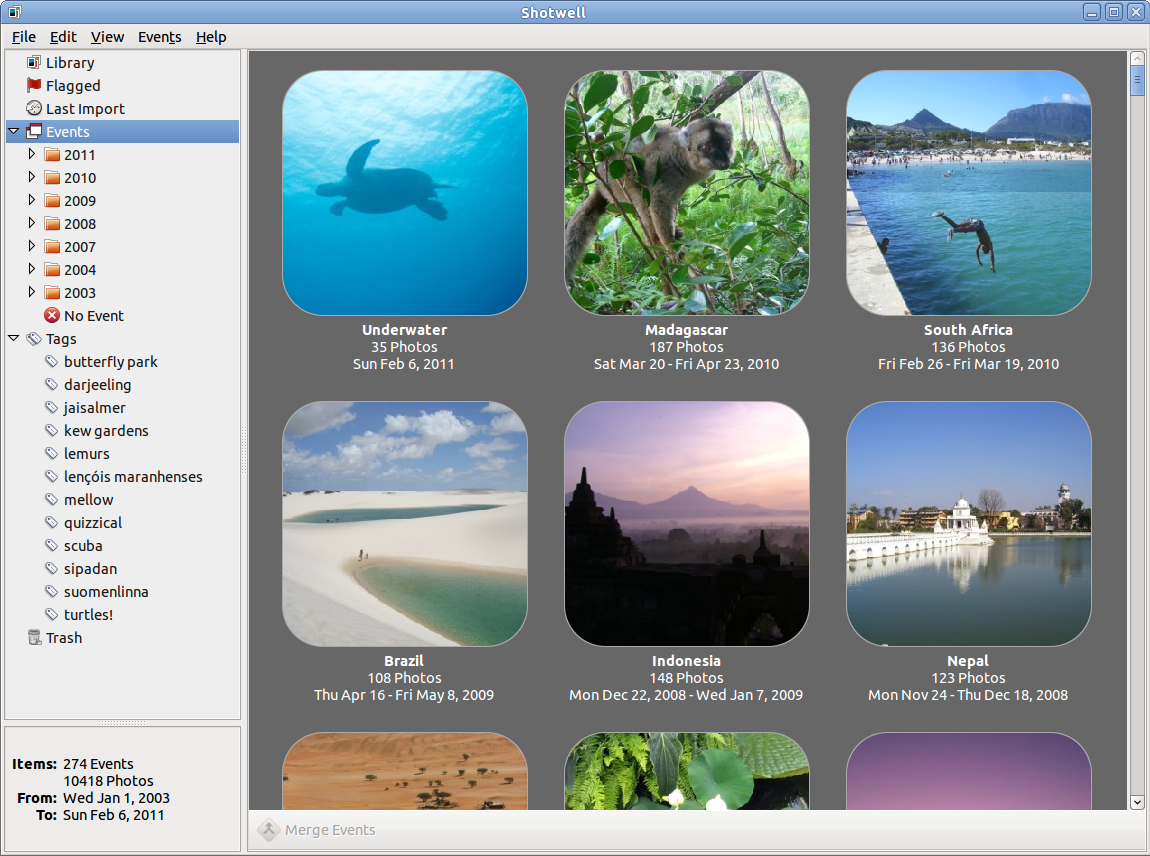 Shotwell
File Edit View Events Help
Library
Flagged
Last Import
Events
2011
2010
2009
2008
2007
2004
2003
No Event
Tags
butterfly park
darjeeling
jaisalmer
kew gardens
lemurs
lençóis maranhenses
mellow
quizzical
scuba
sipadan
suomenlinna
turtles!
Trash
Items: 274 Events
10418 Photos
From: Wed Jan 1, 2003
To: Sun Feb 6, 2011
Underwater
35 Photos
Sun Feb 6, 2011
Madagascar
187 Photos
Sat Mar 20 - Fri Apr 23, 2010
South Africa
136 Photos
Fri Feb 26 - Fri Mar 19, 2010
Brazil
108 Photos
Thu Apr 16 - Fri May 8, 2009
Indonesia
148 Photos
Mon Dec 22, 2008 - Wed Jan 7, 2009
Nepal
123 Photos
Mon Nov 24 - Thu Dec 18, 2008
Merge Events